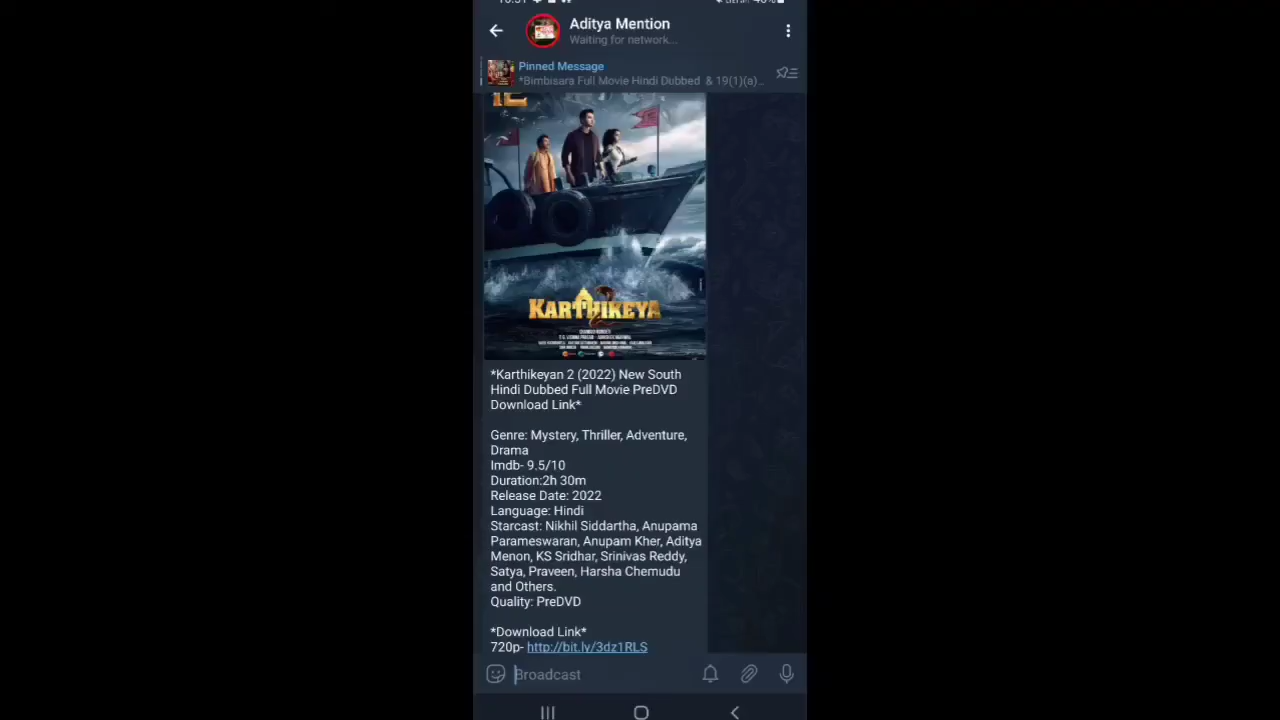 Aditya Mention
Waiting for network...
Pinned Message
*Bimbisara Full Movie Hindi Dubbed & 19(1)(a)...
KARTHIKEYA
2
*Karthikeyan 2 (2022) New South
Hindi Dubbed Full Movie PreDVD
Download Link*
Genre: Mystery, Thriller, Adventure,
Drama
Imdb- 9.5/10
Duration:2h 30m
Release Date: 2022
Language: Hindi
Starcast: Nikhil Siddartha, Anupama
Parameswaran, Anupam Kher, Aditya
Menon, KS Sridhar, Srinivas Reddy,
Satya, Praveen, Harsha Chemudu
and Others.
Quality: PreDVD
*Download Link*
720p- http://bit.ly/3dz1RLS
Broadcast